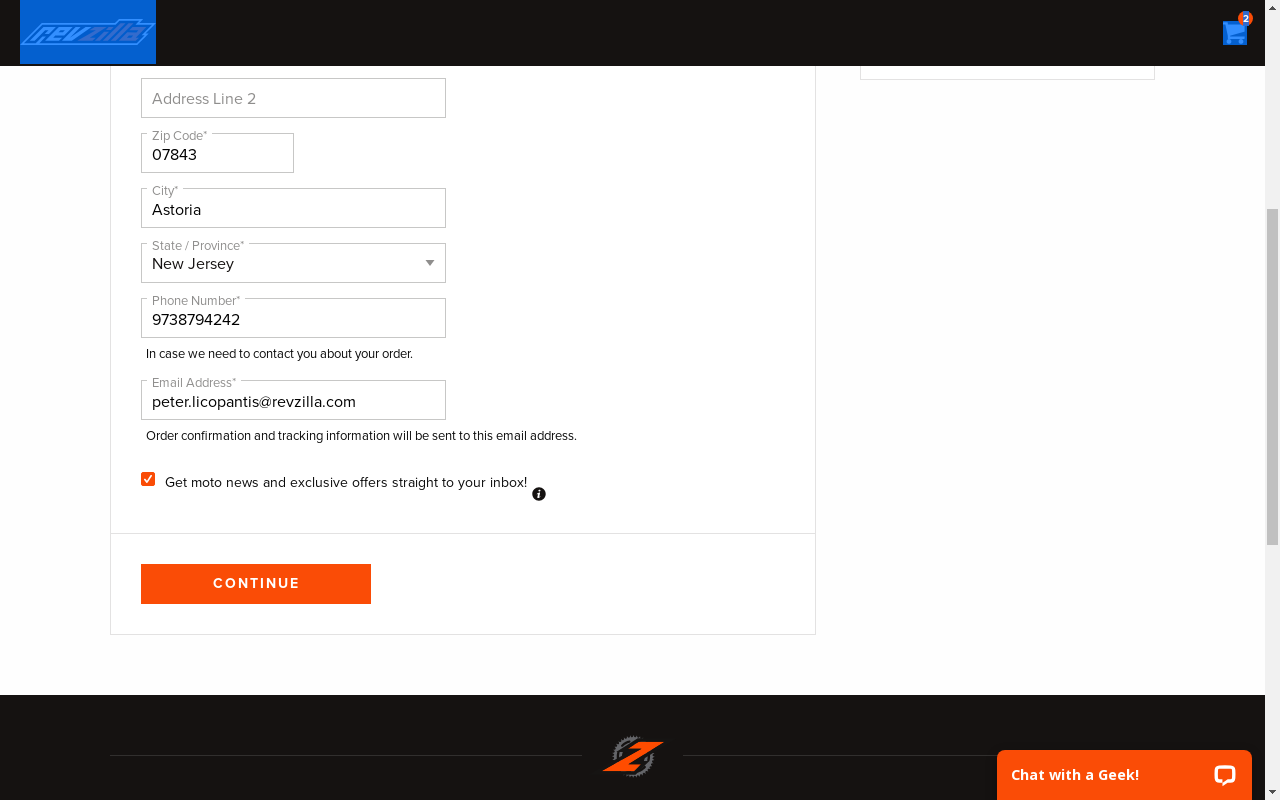 revzilla
2
Address Line 2
Zip Code*
07843
City*
Astoria
State / Province*
New Jersey
Phone Number*
9738794242
In case we need to contact you about your order.
Email Address*
peter.licopantis@revzilla.com
Order confirmation and tracking information will be sent to this email address.
Get moto news and exclusive offers straight to your inbox!
CONTINUE
Chat with a Geek!